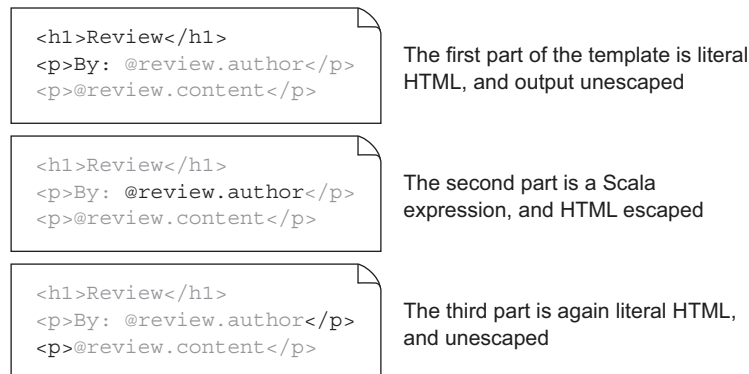 <h1>Review</h1>
<p>By: @review.author</p>
<p>@review.content</p>
The first part of the template is literal
HTML, and output unescaped
<h1>Review</h1>
<p>By: @review.author</p>
<p>@review.content</p>
The second part is a Scala
expression, and HTML escaped
<h1>Review</h1>
<p>By: @review.author</p>
<p>@review.content</p>
The third part is again literal HTML,
and unescaped